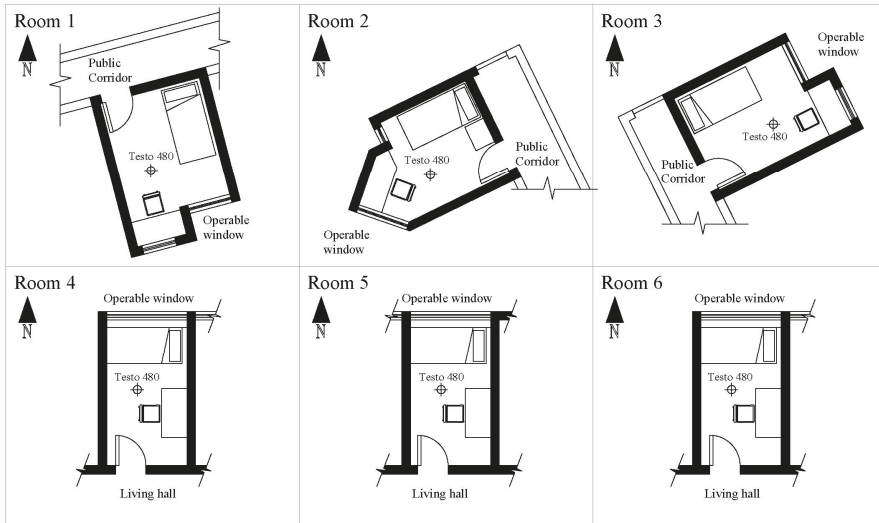 Room 1
N
Public
Corridor
Testo 480
Operable
window
Room 2
N
Testo 480
Public
Corridor
Operable
window
Room 3
N
Operable
window
Testo 480
Public
Corridor
Room 4
N
Operable window
Testo 480
Living hall
Room 5
N
Operable window
Testo 480
Living hall
Room 6
N
Operable window
Testo 480
Living hall